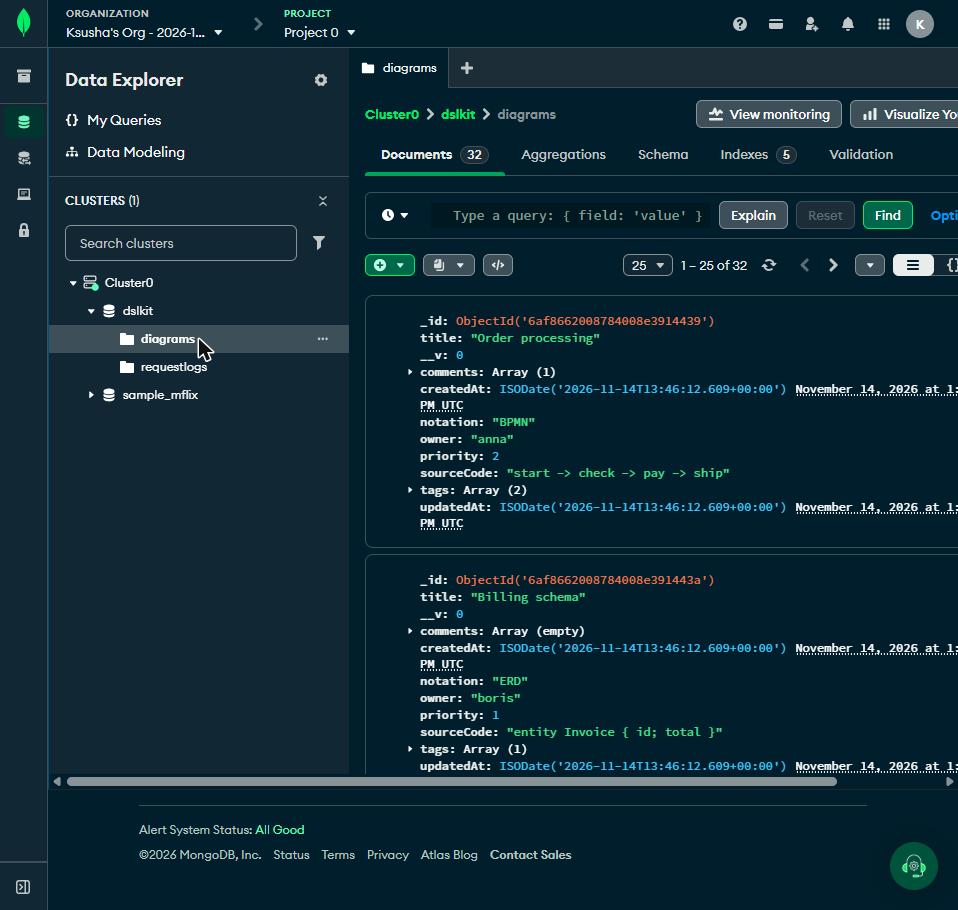 ORGANIZATION
Ksusha's Org - 2026-1...
PROJECT
Project 0
K
Data Explorer
My Queries
Data Modeling
CLUSTERS (1)
Search clusters
Cluster0
dslkit
diagrams
requestlogs
sample_mflix
diagrams
Cluster0 > dslkit > diagrams
View monitoring
Visualize Yo
Documents 32
Aggregations
Schema
Indexes 5
Validation
Type a query: { field: 'value' }
Explain
Reset
Find
Opti
25
1 – 25 of 32
_id: ObjectId('6af8662008784008e3914439')
title: "Order processing"
__v: 0
comments: Array (1)
createdAt: ISODate('2026-11-14T13:46:12.609+00:00') November 14, 2026 at 1:
PM UTC
notation: "BPMN"
owner: "anna"
priority: 2
sourceCode: "start -> check -> pay -> ship"
tags: Array (2)
updatedAt: ISODate('2026-11-14T13:46:12.609+00:00') November 14, 2026 at 1:
PM UTC
_id: ObjectId('6af8662008784008e391443a')
title: "Billing schema"
__v: 0
comments: Array (empty)
createdAt: ISODate('2026-11-14T13:46:12.609+00:00') November 14, 2026 at 1:
PM UTC
notation: "ERD"
owner: "boris"
priority: 1
sourceCode: "entity Invoice { id; total }"
tags: Array (1)
updatedAt: ISODate('2026-11-14T13:46:12.609+00:00') November 14, 2026 at 1:
Alert System Status: All Good
©2026 MongoDB, Inc. Status Terms Privacy Atlas Blog Contact Sales